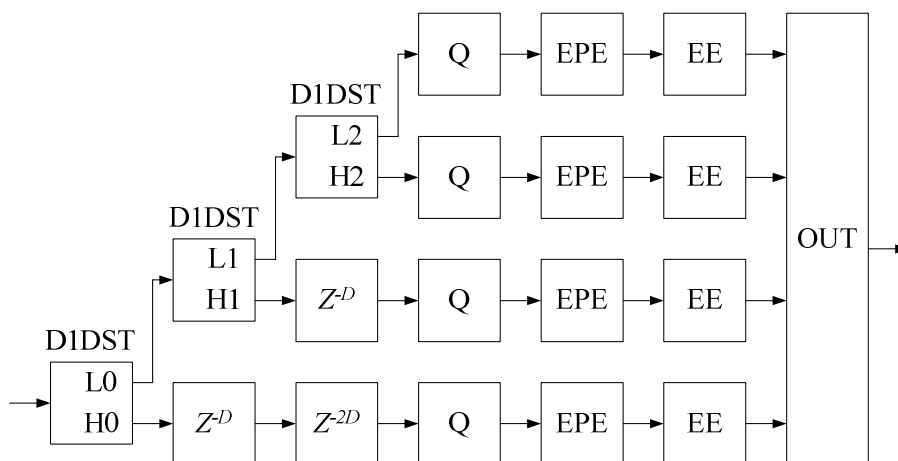 Q EPE EE
D1DST
L2
H2 Q EPE EE
D1DST
L1 OUT
H1 Z^-D Q EPE EE
D1DST
L0
H0 Z^-D Z^-2D Q EPE EE